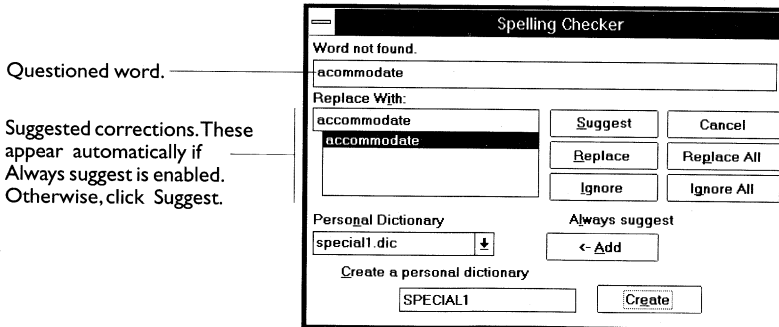 Spelling Checker
Word not found.
Questioned word.
acommodate
Replace With:
accommodate
accommodate
Suggested corrections. These
appear automatically if
Always suggest is enabled.
Otherwise, click Suggest.
Suggest
Cancel
Replace
Replace All
Ignore
Ignore All
Personal Dictionary
Always suggest
special1.dic
<- Add
Create a personal dictionary
SPECIAL1
Create